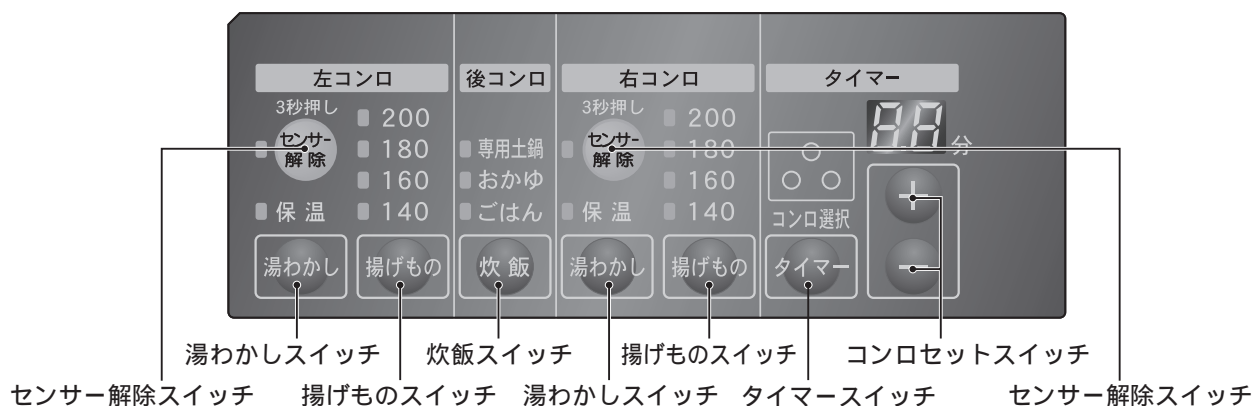 左コンロ
後コンロ
右コンロ
タイマー
3秒押し
センサー
解除
200
180
160
140
保温
湯わかし
揚げもの
専用土鍋
おかゆ
ごはん
炊飯
3秒押し
センサー
解除
200
180
160
140
保温
湯わかし
揚げもの
8.8
分
コンロ選択
タイマー
+
−
湯わかしスイッチ
炊飯スイッチ
揚げものスイッチ
コンロセットスイッチ
センサー解除スイッチ
揚げものスイッチ
湯わかしスイッチ
タイマースイッチ
センサー解除スイッチ